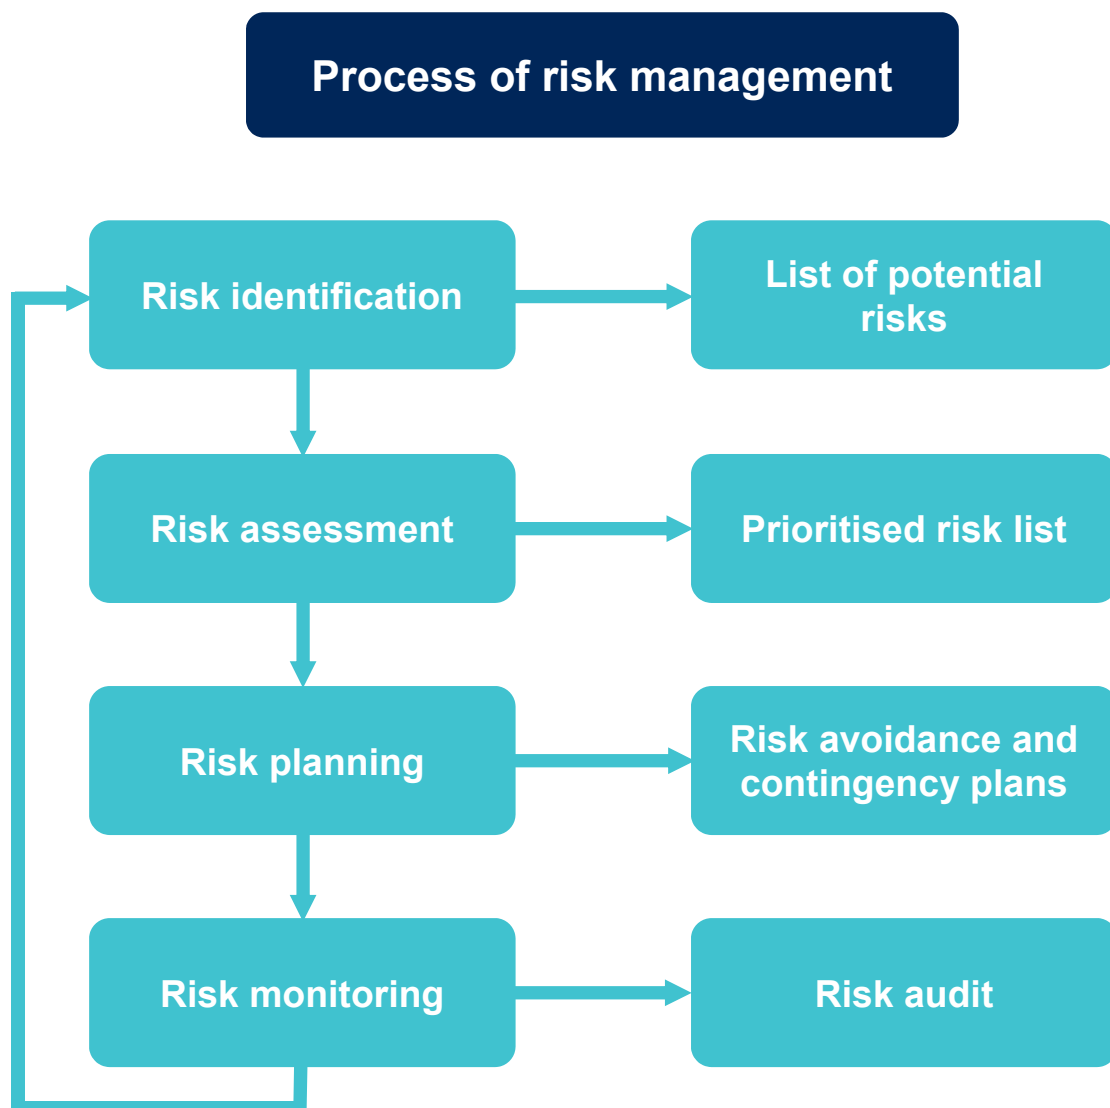 Process of risk management
Risk identification
List of potential
risks
Risk assessment
Prioritised risk list
Risk planning
Risk avoidance and
contingency plans
Risk monitoring
Risk audit